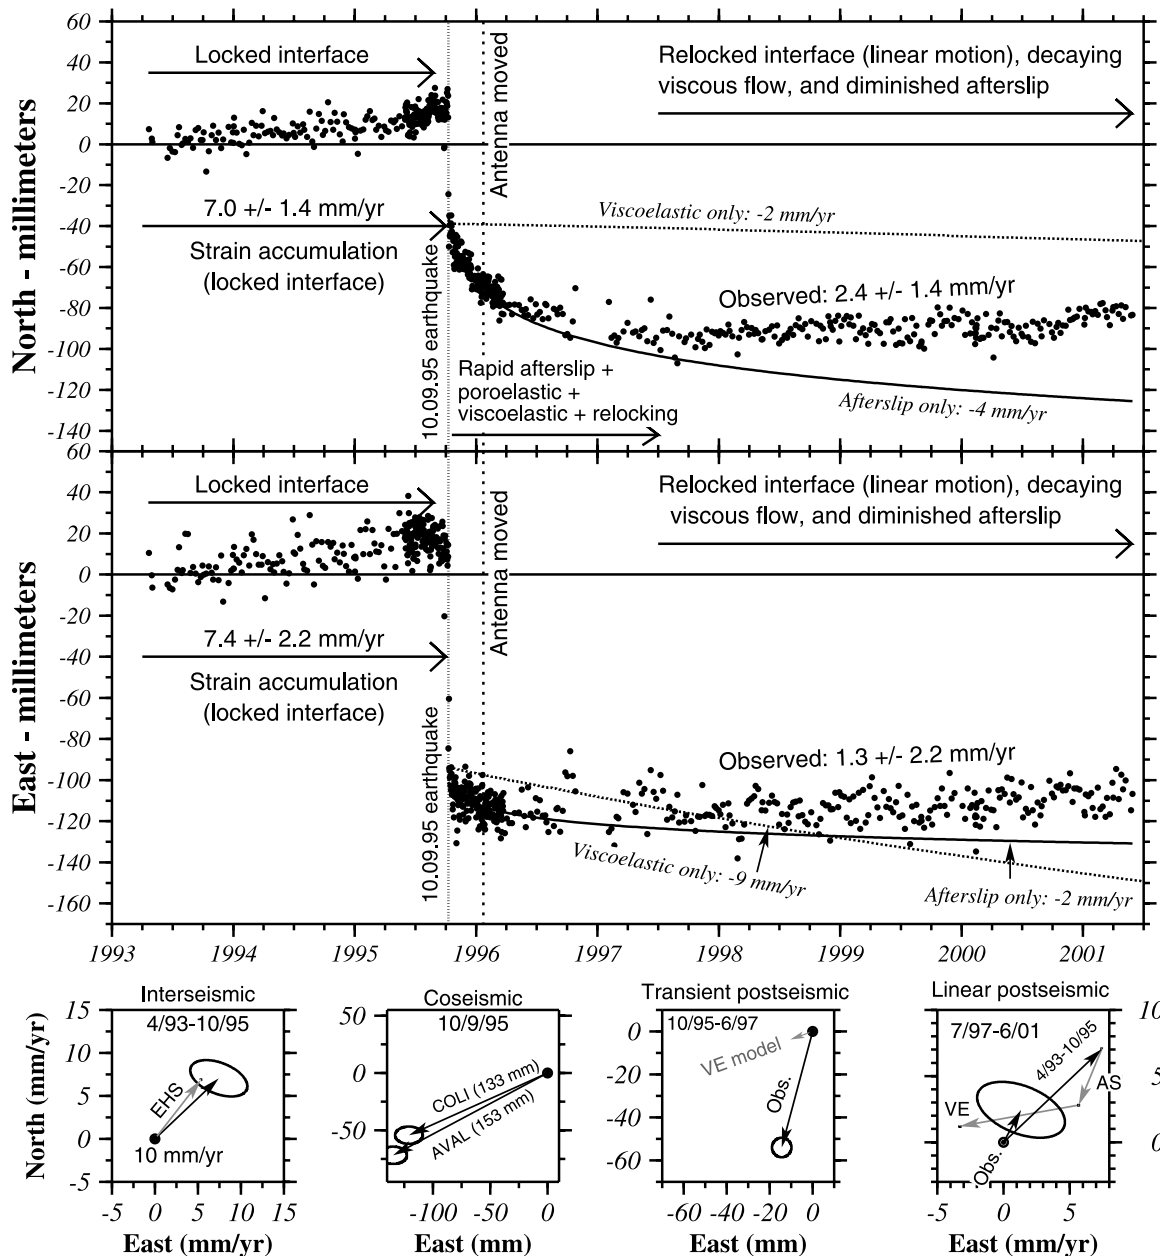 60
40
20
0
-20
-40
-60
-80
-100
-120
-140
North - millimeters
Locked interface
7.0 +/- 1.4 mm/yr
Strain accumulation
(locked interface)
10.09.95 earthquake
Antenna moved
Relocked interface (linear motion), decaying
viscous flow, and diminished afterslip
Viscoelastic only: -2 mm/yr
Observed: 2.4 +/- 1.4 mm/yr
Afterslip only: -4 mm/yr
Rapid afterslip +
poroelastic +
viscoelastic + relocking
60
40
20
0
-20
-40
-60
-80
-100
-120
-140
-160
East - millimeters
Locked interface
7.4 +/- 2.2 mm/yr
Strain accumulation
(locked interface)
10.09.95 earthquake
Antenna moved
Relocked interface (linear motion), decaying
viscous flow, and diminished afterslip
Observed: 1.3 +/- 2.2 mm/yr
Viscoelastic only: -9 mm/yr
Afterslip only: -2 mm/yr
1993 1994 1995 1996 1997 1998 1999 2000 2001
Interseismic
4/93-10/95
EHS
10 mm/yr
15
10
5
0
-5
North (mm/yr)
-5 0 5 10 15
East (mm/yr)
Coseismic
10/9/95
COLI (133 mm)
AVAL (153 mm)
50
0
-50
-100 -50 0
East (mm)
Transient postseismic
10/95-6/97
VE model
Obs.
0
-20
-40
-60
-60 -40 -20 0
East (mm)
Linear postseismic
7/97-6/01
4/93-10/95
AS
VE
Obs.
10
0
-5 0 5
East (mm/yr)